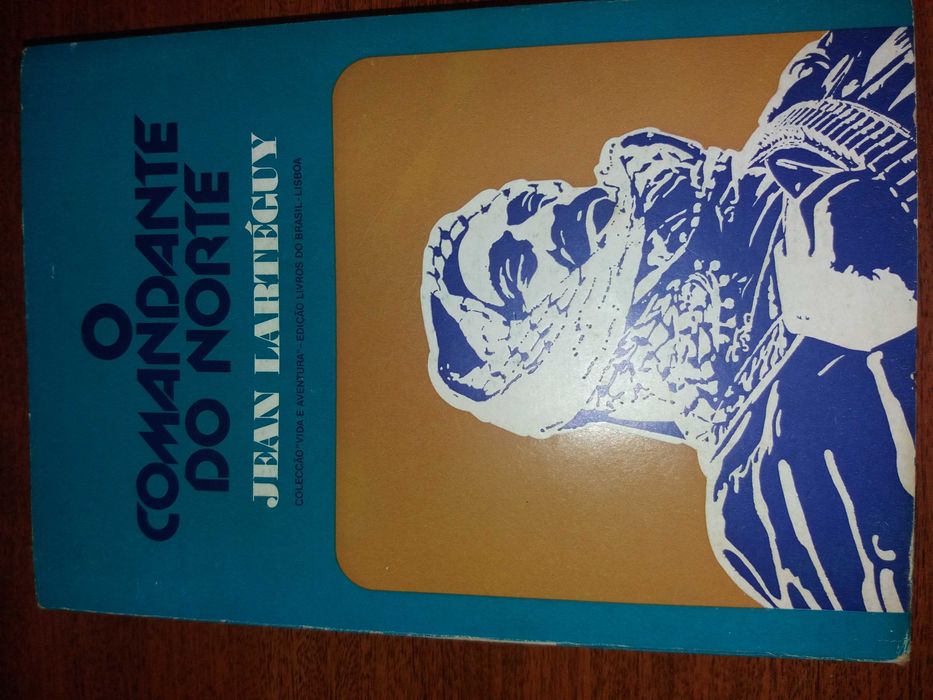 O
COMANDANTE
DO NORTE
JEAN LARTÉGUY
COLECÇÃO "VIDA E AVENTURA" - EDIÇÃO LIVROS DO BRASIL - LISBOA